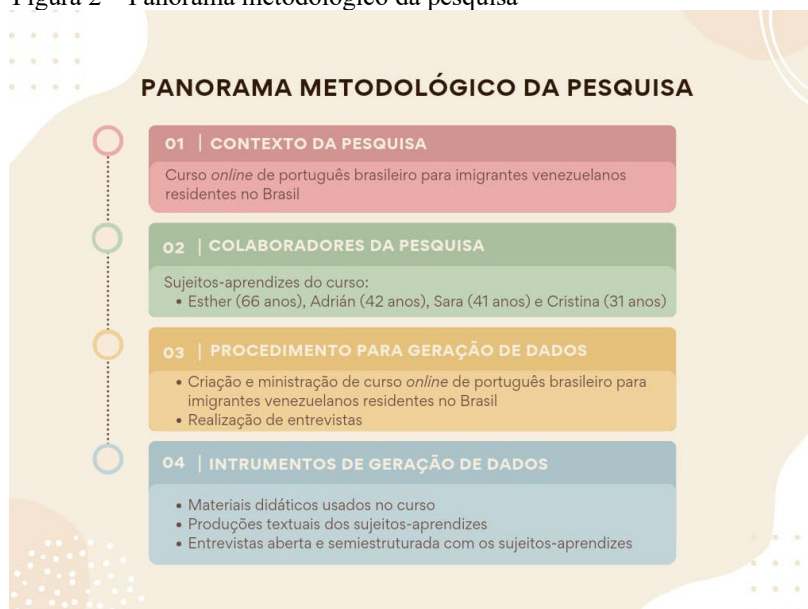 Figura 2 – Panorama metodológico da pesquisa
PANORAMA METODOLÓGICO DA PESQUISA
01 | CONTEXTO DA PESQUISA
Curso online de português brasileiro para imigrantes venezuelanos
residentes no Brasil
02 | COLABORADORES DA PESQUISA
Sujeitos-aprendizes do curso:
• Esther (66 anos), Adrián (42 anos), Sara (41 anos) e Cristina (31 anos)
03 | PROCEDIMENTO PARA GERAÇÃO DE DADOS
• Criação e ministração de curso online de português brasileiro para
imigrantes venezuelanos residentes no Brasil
• Realização de entrevistas
04 | INTRUMENTOS DE GERAÇÃO DE DADOS
• Materiais didáticos usados no curso
• Produções textuais dos sujeitos-aprendizes
• Entrevistas aberta e semiestruturada com os sujeitos-aprendizes